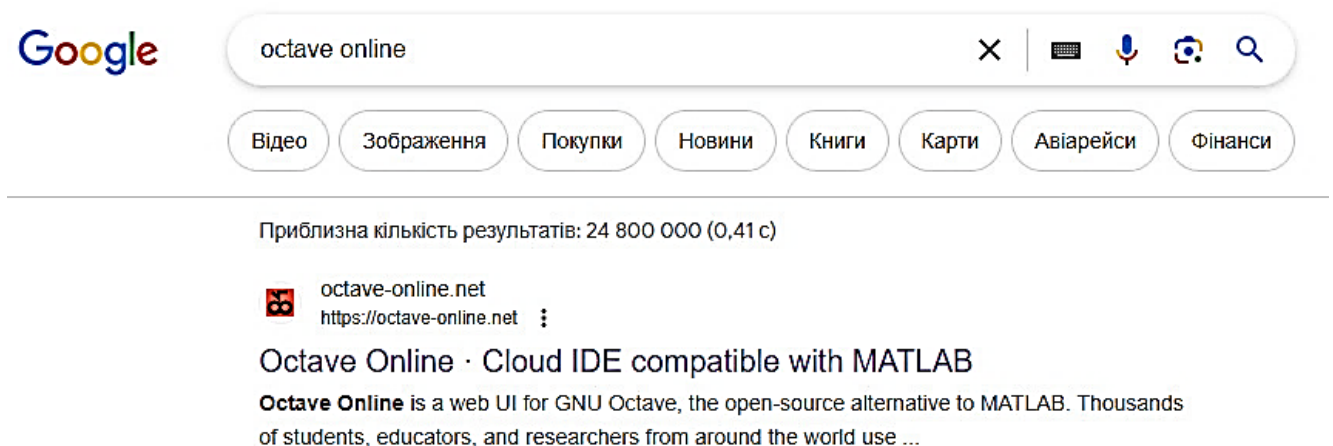 Google
octave online
Відео
Зображення
Покупки
Новини
Книги
Карти
Авіарейси
Фінанси
Приблизна кількість результатів: 24 800 000 (0,41 с)
octave-online.net
https://octave-online.net
Octave Online · Cloud IDE compatible with MATLAB
Octave Online is a web UI for GNU Octave, the open-source alternative to MATLAB. Thousands
of students, educators, and researchers from around the world use ...